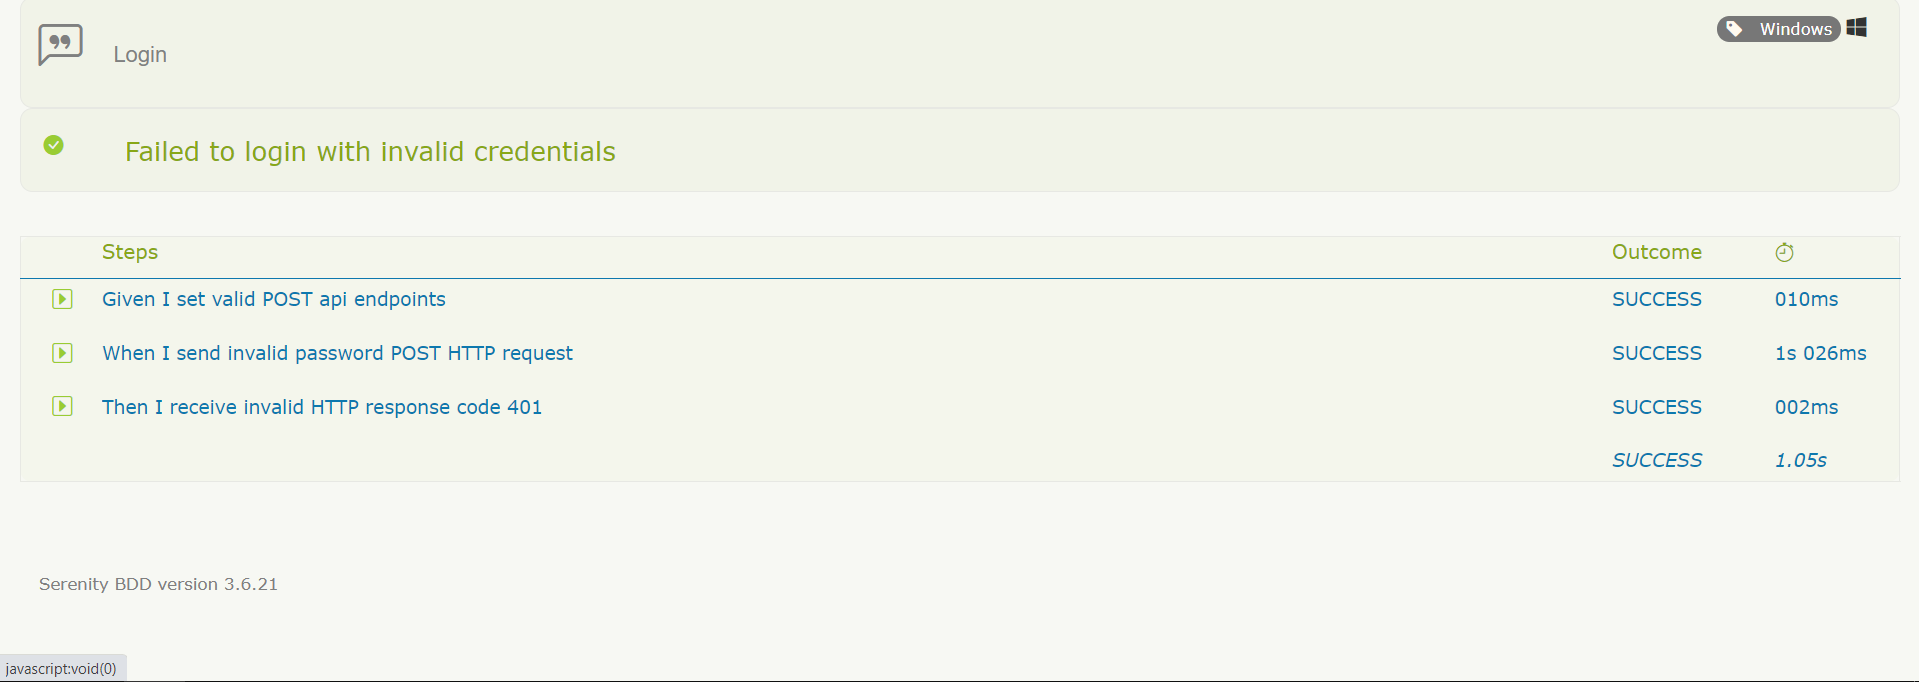 Windows
Login
Failed to login with invalid credentials
Steps Outcome
Given I set valid POST api endpoints SUCCESS 010ms
When I send invalid password POST HTTP request SUCCESS 1s 026ms
Then I receive invalid HTTP response code 401 SUCCESS 002ms
SUCCESS 1.05s
Serenity BDD version 3.6.21
javascript:void(0)